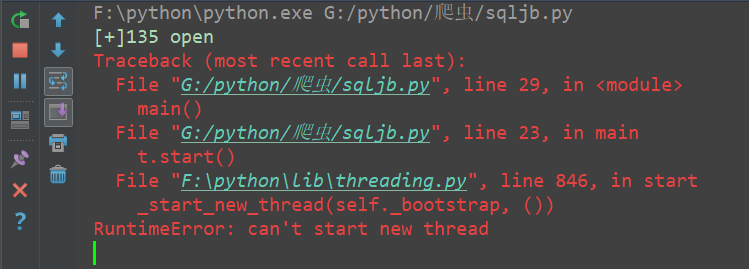 F:\python\python.exe G:/python/爬虫/sqljb.py
[+]135 open
Traceback (most recent call last):
  File "G:/python/爬虫/sqljb.py", line 29, in <module>
    main()
  File "G:/python/爬虫/sqljb.py", line 23, in main
    t.start()
  File "F:\python\lib\threading.py", line 846, in start
    _start_new_thread(self._bootstrap, ())
RuntimeError: can't start new thread